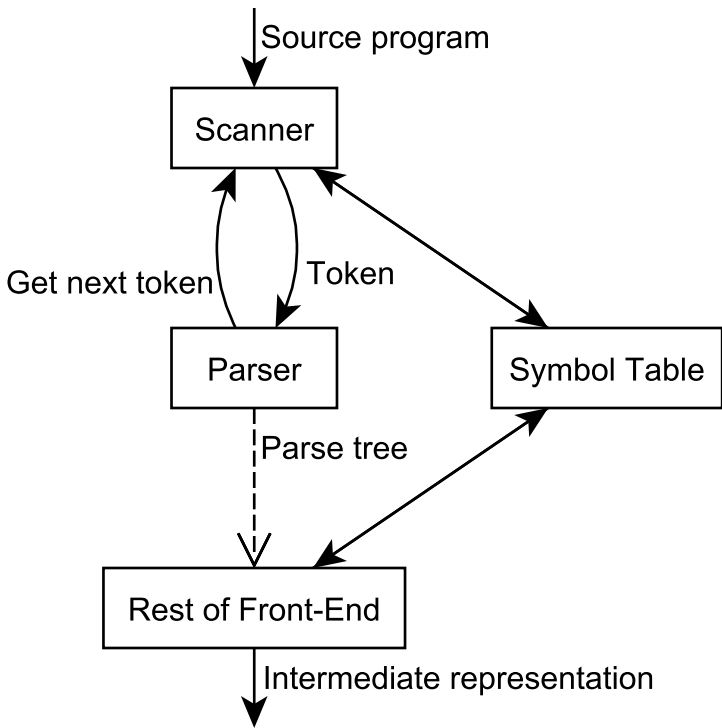 Source program
Scanner
Get next token
Token
Parser
Symbol Table
Parse tree
Rest of Front-End
Intermediate representation